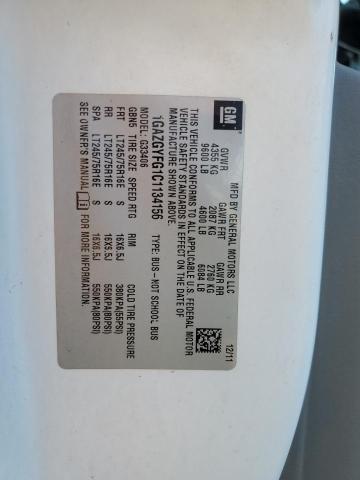 GM
MFD BY GENERAL MOTORS LLC 12/11
GVWR GAWR FRT GAWR RR
4355 KG 2087 KG 2760 KG
9600 LB 4600 LB 6084 LB
THIS VEHICLE CONFORMS TO ALL APPLICABLE U.S. FEDERAL MOTOR
VEHICLE SAFETY STANDARDS IN EFFECT ON THE DATE OF
MANUFACTURE SHOWN ABOVE.
1GAZGYFG1C1134156 TYPE: BUS-NOT SCHOOL BUS
MODEL: G33406
GBN5 TIRE SIZE SPEED RTG RIM COLD TIRE PRESSURE
FRT LT245/75R16E S 16X6.5J 380KPA(55PSI)
RR LT245/75R16E S 16X6.5J 550KPA(80PSI)
SPA LT245/75R16E S 16X6.5J 550KPA(80PSI)
SEE OWNER'S MANUAL FOR MORE INFORMATION.